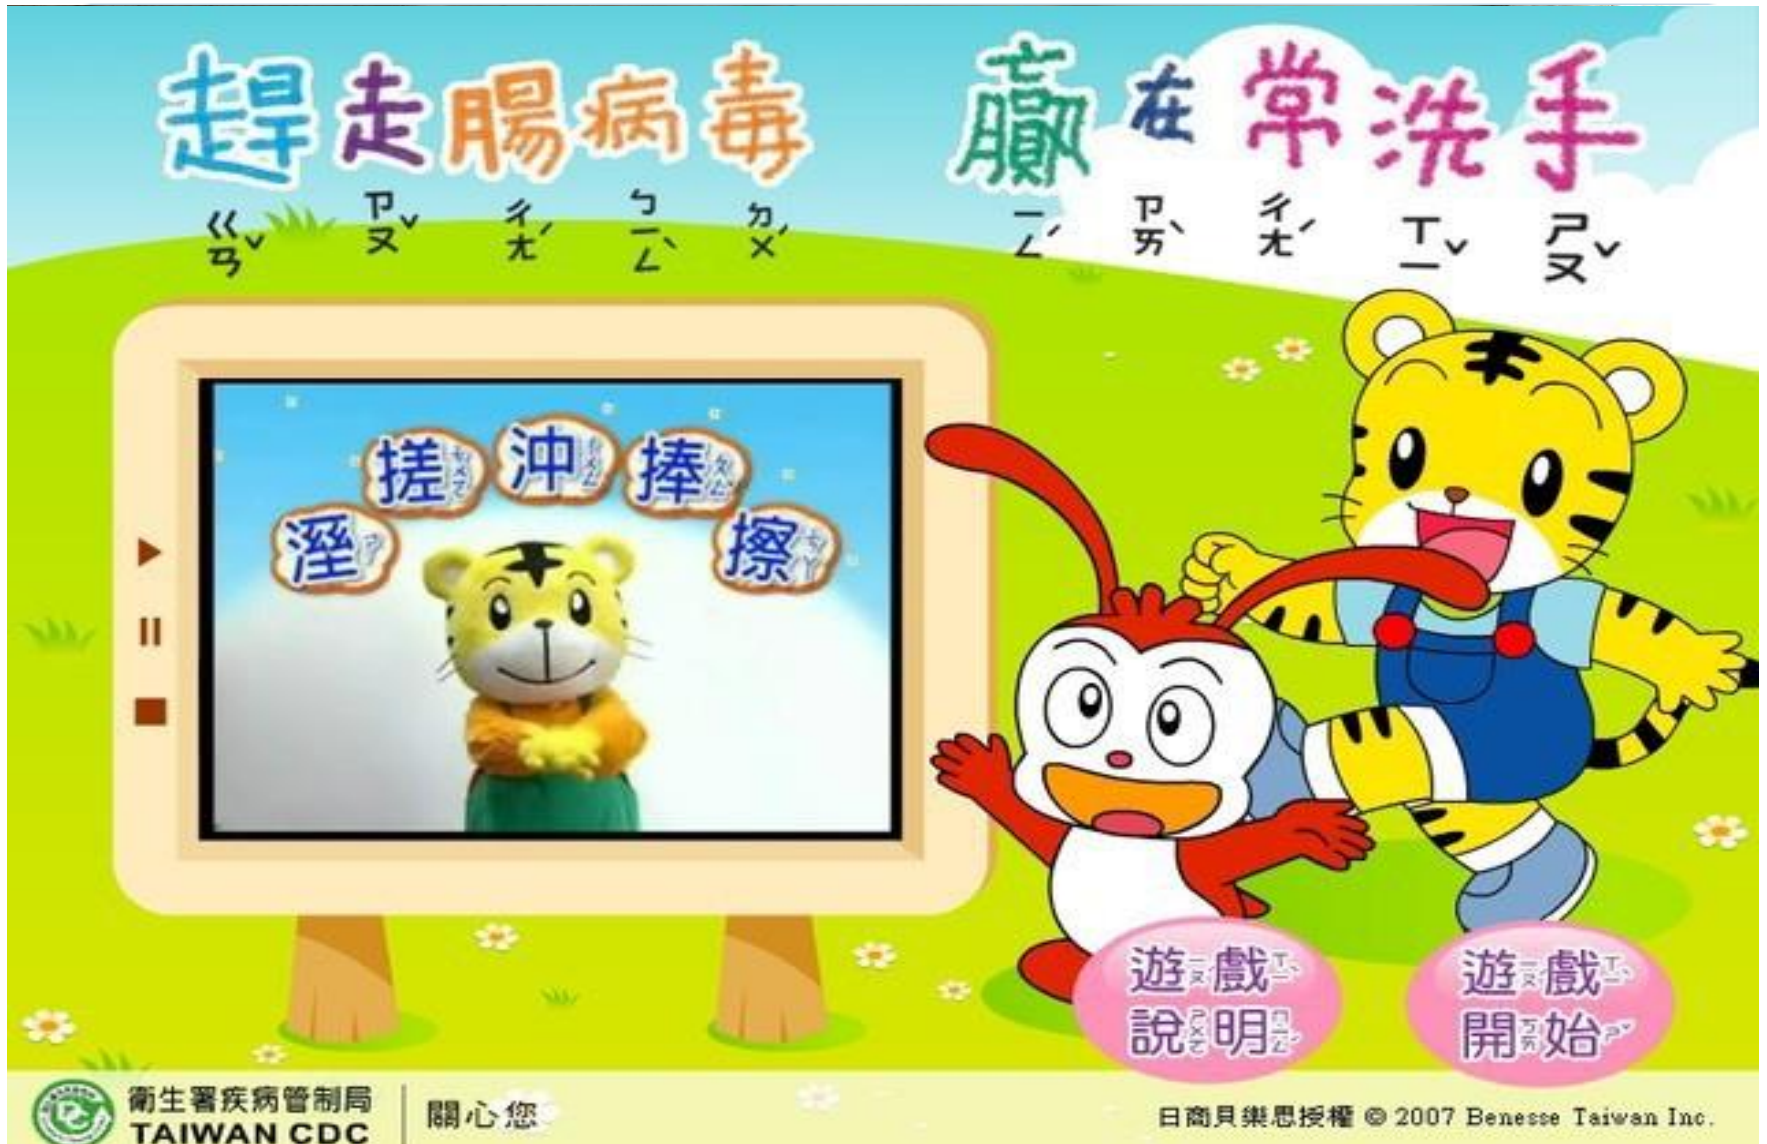 趕走腸病毒 贏在常洗手
ㄍㄢˇ ㄗㄡˇ ㄔㄤˊ ㄅㄧㄥˋ ㄉㄨˊ ㄧㄥˊ ㄗㄞˋ ㄔㄤˊ ㄒㄧˇ ㄕㄡˇ
溼 搓 沖 捧 擦
遊戲
說明
遊戲
開始
衛生署疾病管制局
TAIWAN CDC
關心您
日商貝樂思授權 © 2007 Benesse Taiwan Inc.